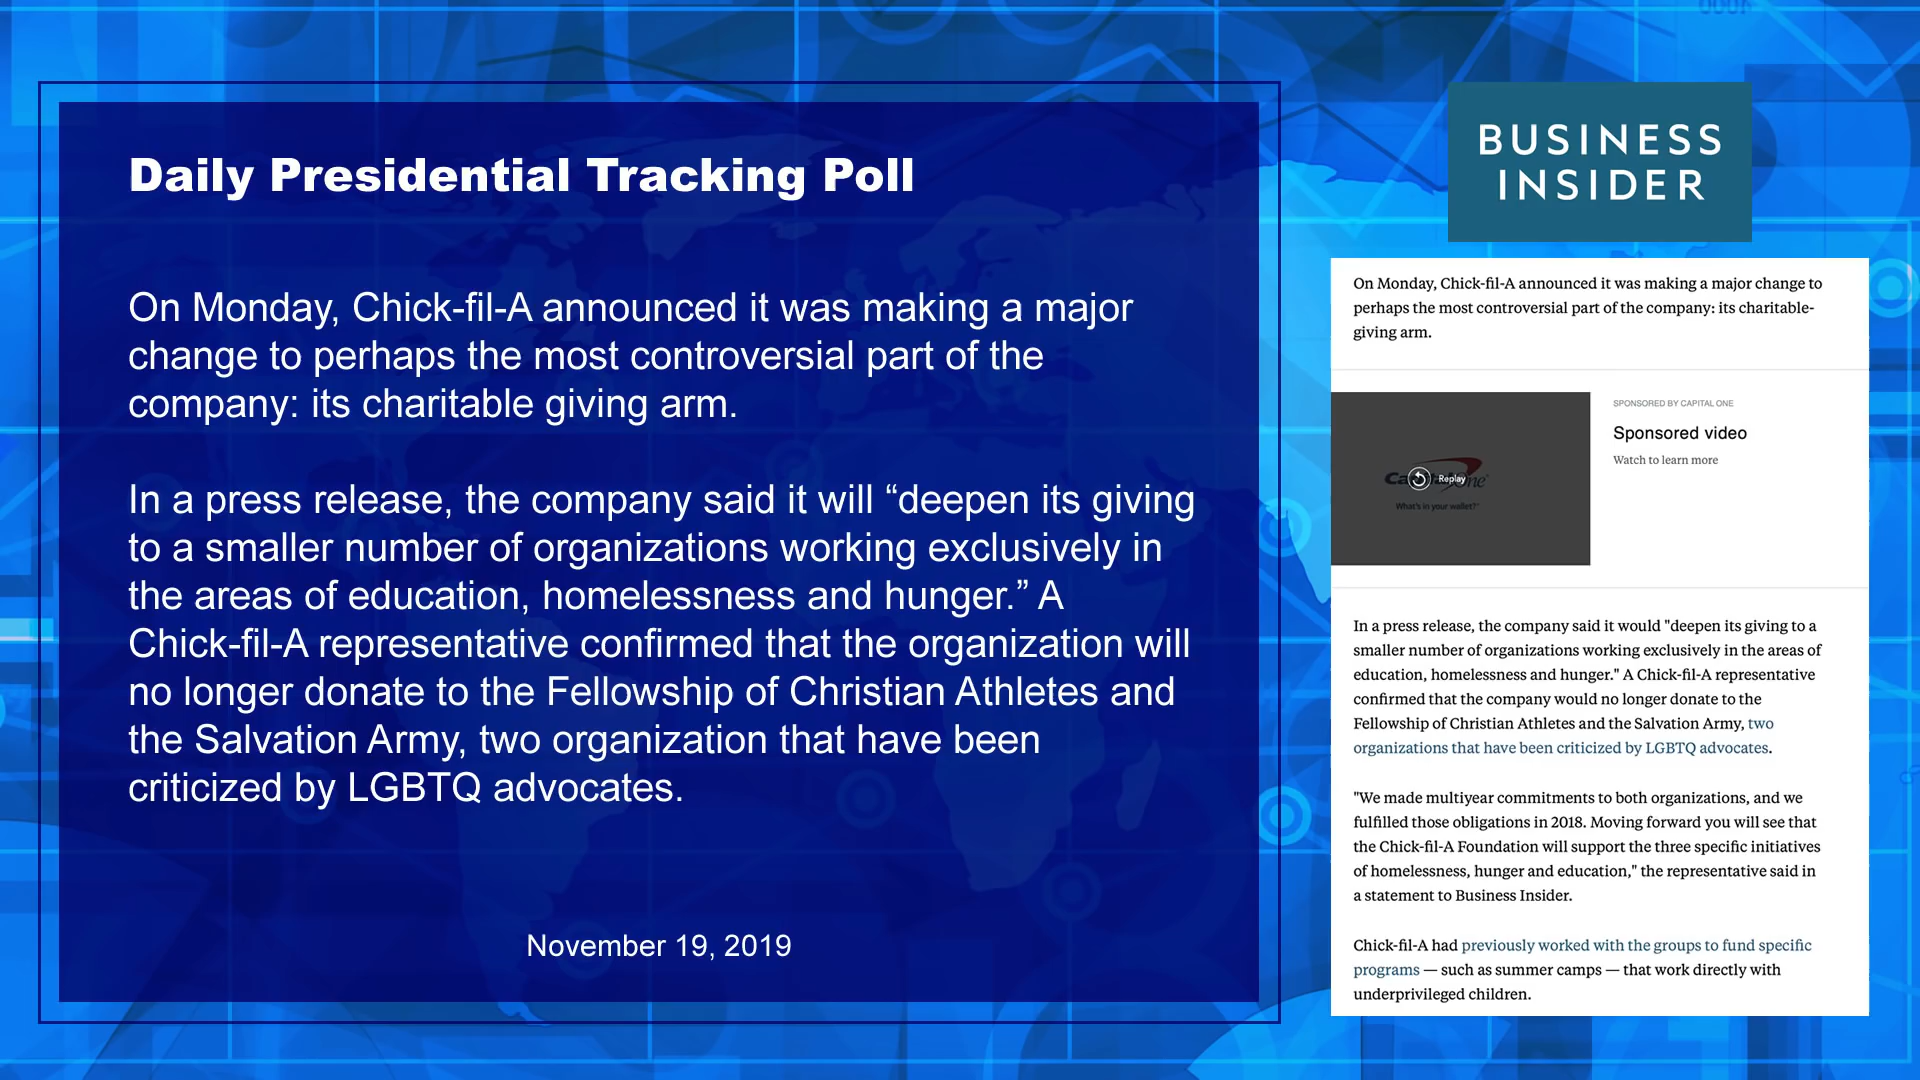 Daily Presidential Tracking Poll
On Monday, Chick-fil-A announced it was making a major
change to perhaps the most controversial part of the
company: its charitable giving arm.
In a press release, the company said it will “deepen its giving
to a smaller number of organizations working exclusively in
the areas of education, homelessness and hunger.” A
Chick-fil-A representative confirmed that the organization will
no longer donate to the Fellowship of Christian Athletes and
the Salvation Army, two organization that have been
criticized by LGBTQ advocates.
November 19, 2019
BUSINESS
INSIDER
On Monday, Chick-fil-A announced it was making a major change to
perhaps the most controversial part of the company: its charitable-
giving arm.
SPONSORED BY CAPITAL ONE
Sponsored video
Watch to learn more
Replay
What's in your wallet?
In a press release, the company said it would "deepen its giving to a
smaller number of organizations working exclusively in the areas of
education, homelessness and hunger." A Chick-fil-A representative
confirmed that the company would no longer donate to the
Fellowship of Christian Athletes and the Salvation Army, two
organizations that have been criticized by LGBTQ advocates.
"We made multiyear commitments to both organizations, and we
fulfilled those obligations in 2018. Moving forward you will see that
the Chick-fil-A Foundation will support the three specific initiatives
of homelessness, hunger and education," the representative said in
a statement to Business Insider.
Chick-fil-A had previously worked with the groups to fund specific
programs — such as summer camps — that work directly with
underprivileged children.